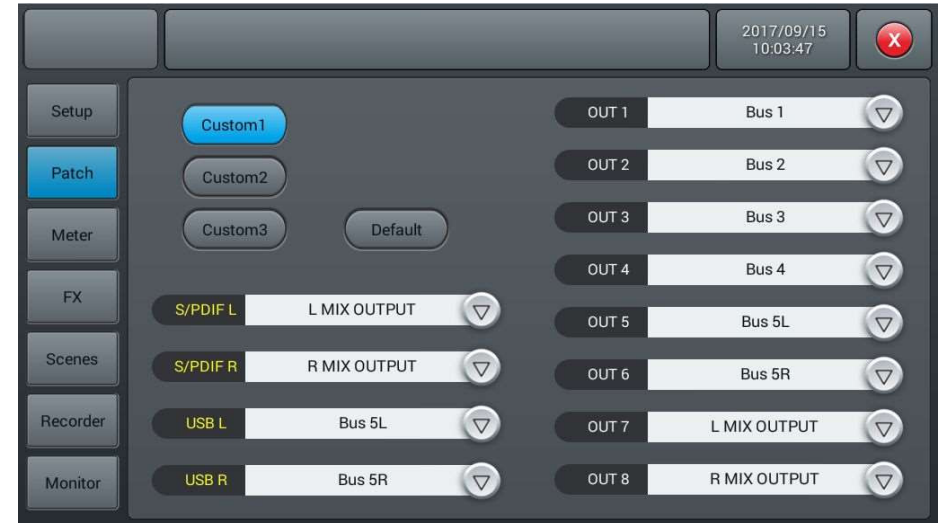 2017/09/15
10:03:47
X
Setup
Patch
Meter
FX
Scenes
Recorder
Monitor
Custom1
Custom2
Custom3
Default
S/PDIF L L MIX OUTPUT
S/PDIF R R MIX OUTPUT
USB L Bus 5L
USB R Bus 5R
OUT 1 Bus 1
OUT 2 Bus 2
OUT 3 Bus 3
OUT 4 Bus 4
OUT 5 Bus 5L
OUT 6 Bus 5R
OUT 7 L MIX OUTPUT
OUT 8 R MIX OUTPUT